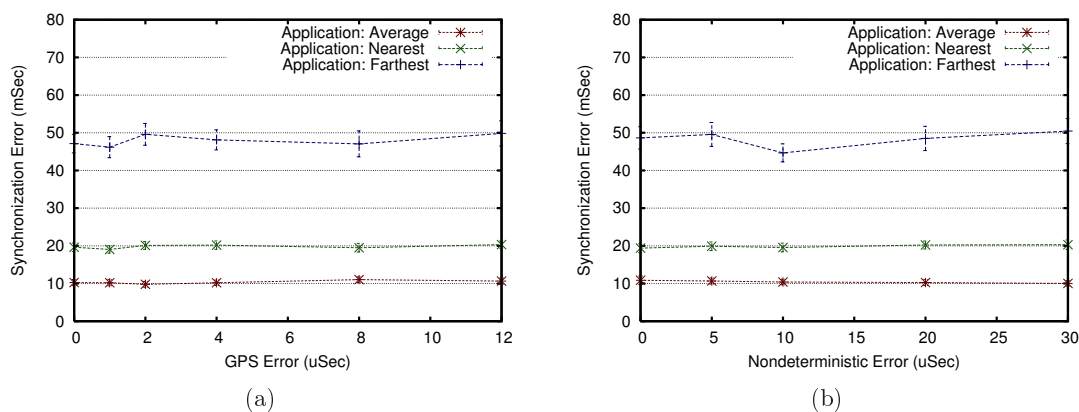 80
70
60
50
40
30
20
10
0
Synchronization Error (mSec)
Application: Average
Application: Nearest
Application: Farthest
0 2 4 6 8 10 12
GPS Error (uSec)
(a)
80
70
60
50
40
30
20
10
0
Synchronization Error (mSec)
Application: Average
Application: Nearest
Application: Farthest
0 5 10 15 20 25 30
Nondeterministic Error (uSec)
(b)